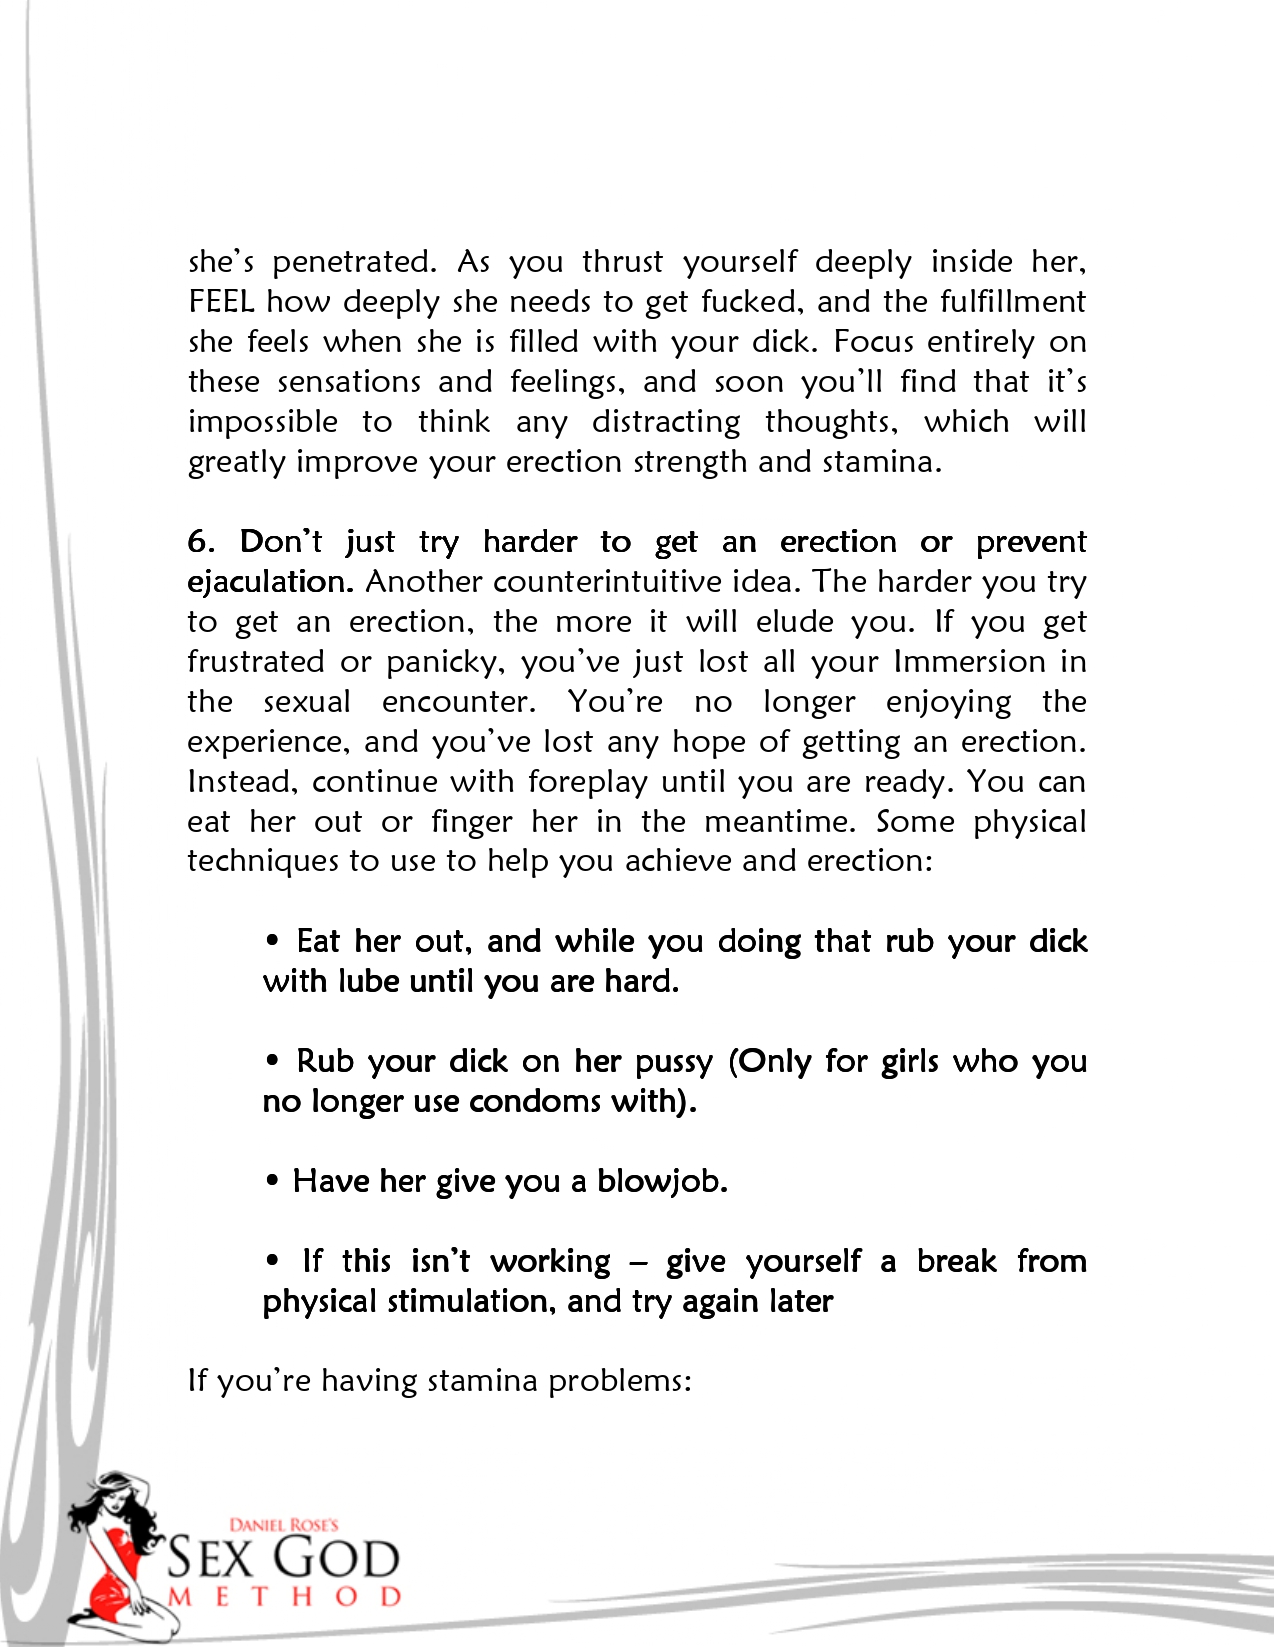 she's penetrated. As you thrust yourself deeply inside her,
FEEL how deeply she needs to get fucked, and the fulfillment
she feels when she is filled with your dick. Focus entirely on
these sensations and feelings, and soon you'll find that it's
impossible to think any distracting thoughts, which will
greatly improve your erection strength and stamina.
6. Don't just try harder to get an erection or prevent
ejaculation. Another counterintuitive idea. The harder you try
to get an erection, the more it will elude you. If you get
frustrated or panicky, you've just lost all your Immersion in
the sexual encounter. You're no longer enjoying the
experience, and you've lost any hope of getting an erection.
Instead, continue with foreplay until you are ready. You can
eat her out or finger her in the meantime. Some physical
techniques to use to help you achieve and erection:
• Eat her out, and while you doing that rub your dick
with lube until you are hard.
• Rub your dick on her pussy (Only for girls who you
no longer use condoms with).
• Have her give you a blowjob.
• If this isn't working – give yourself a break from
physical stimulation, and try again later
If you're having stamina problems:
DANIEL ROSE'S
SEX GOD
METHOD